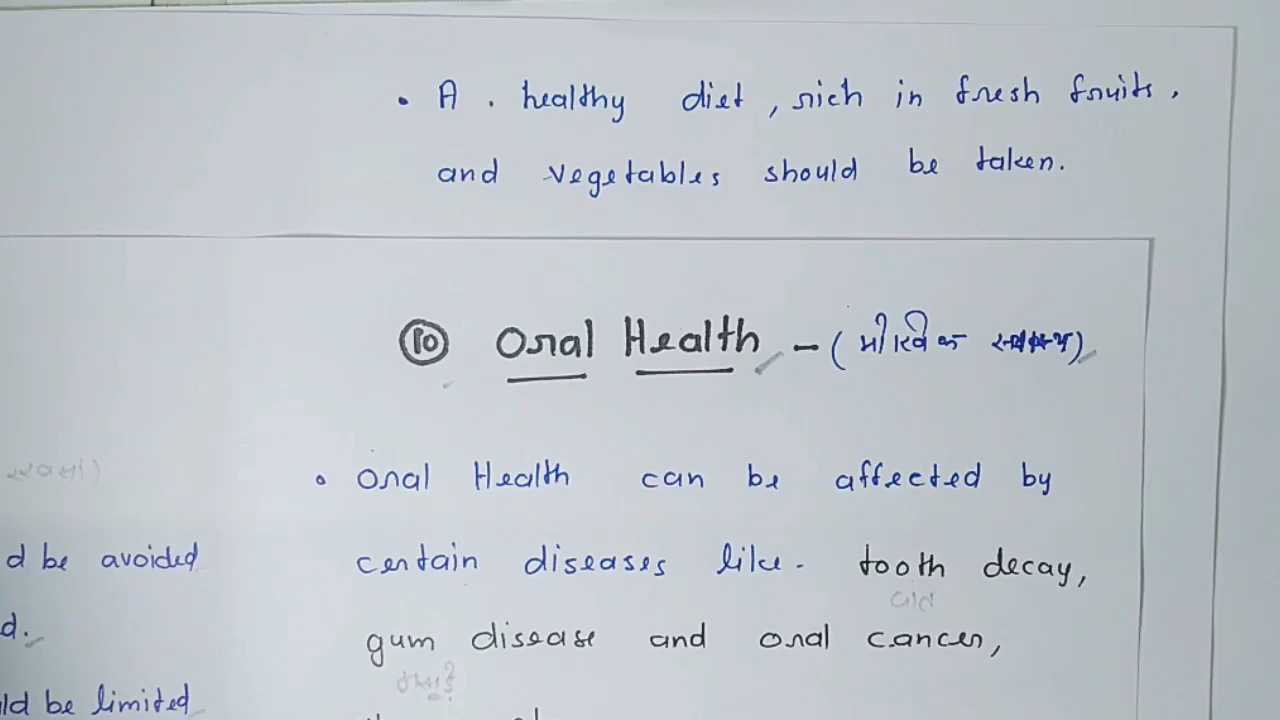 • A . healthy diet, rich in fresh fruits,
and vegetables should be taken.
⑩ Oral Health - (मौखिक स्वास्थ्य)
• Oral Health can be affected by
certain diseases like. tooth decay,
gum disease and oral cancer,
d be avoided
d.
ld be limited